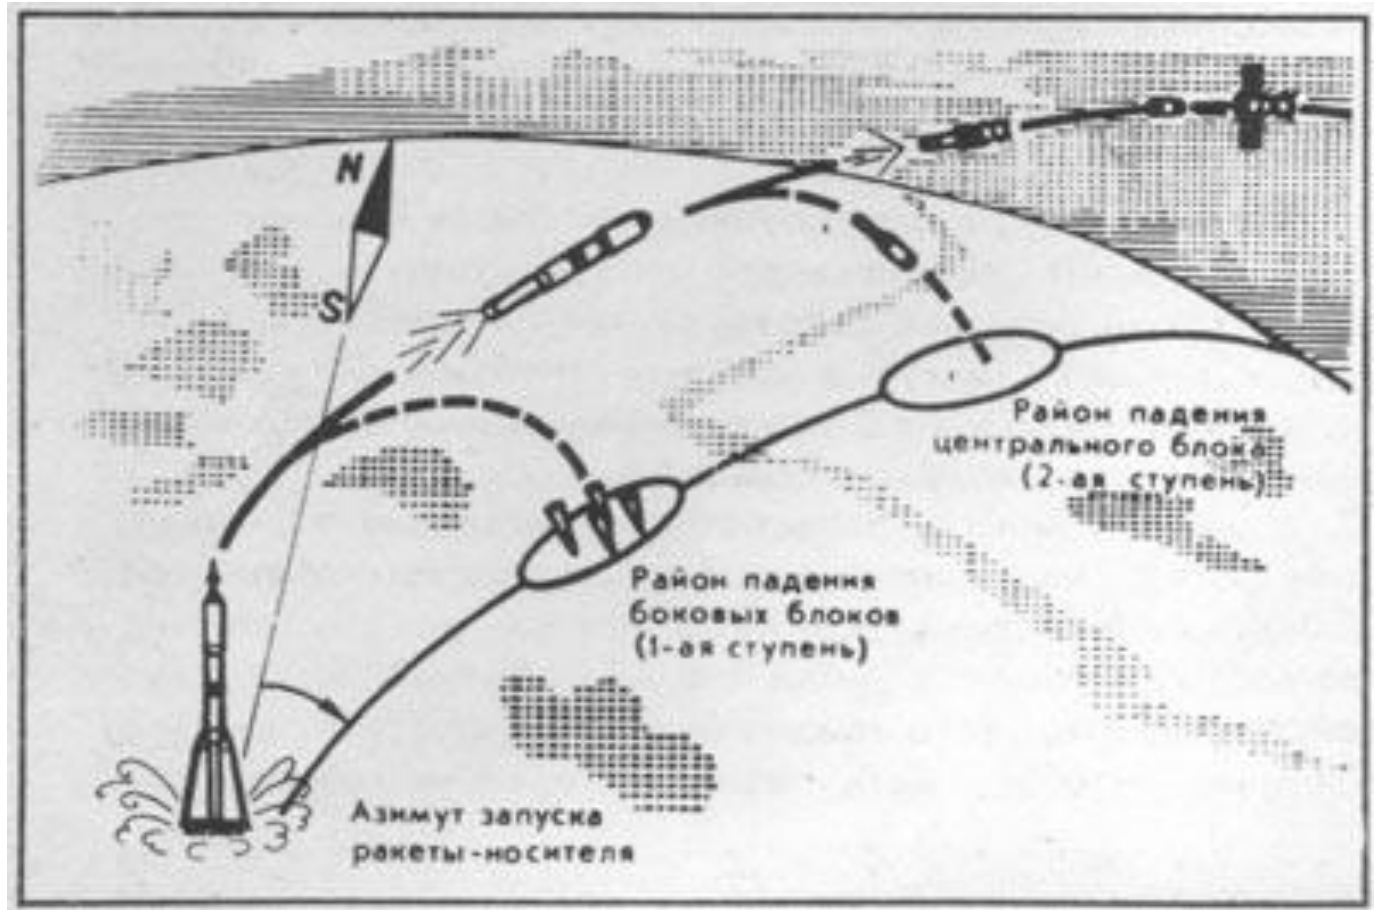 N
S
Район падения
центрального блока
(2-ая ступень)
Район падения
боковых блоков
(1-ая ступень)
Азимут запуска
ракеты-носителя